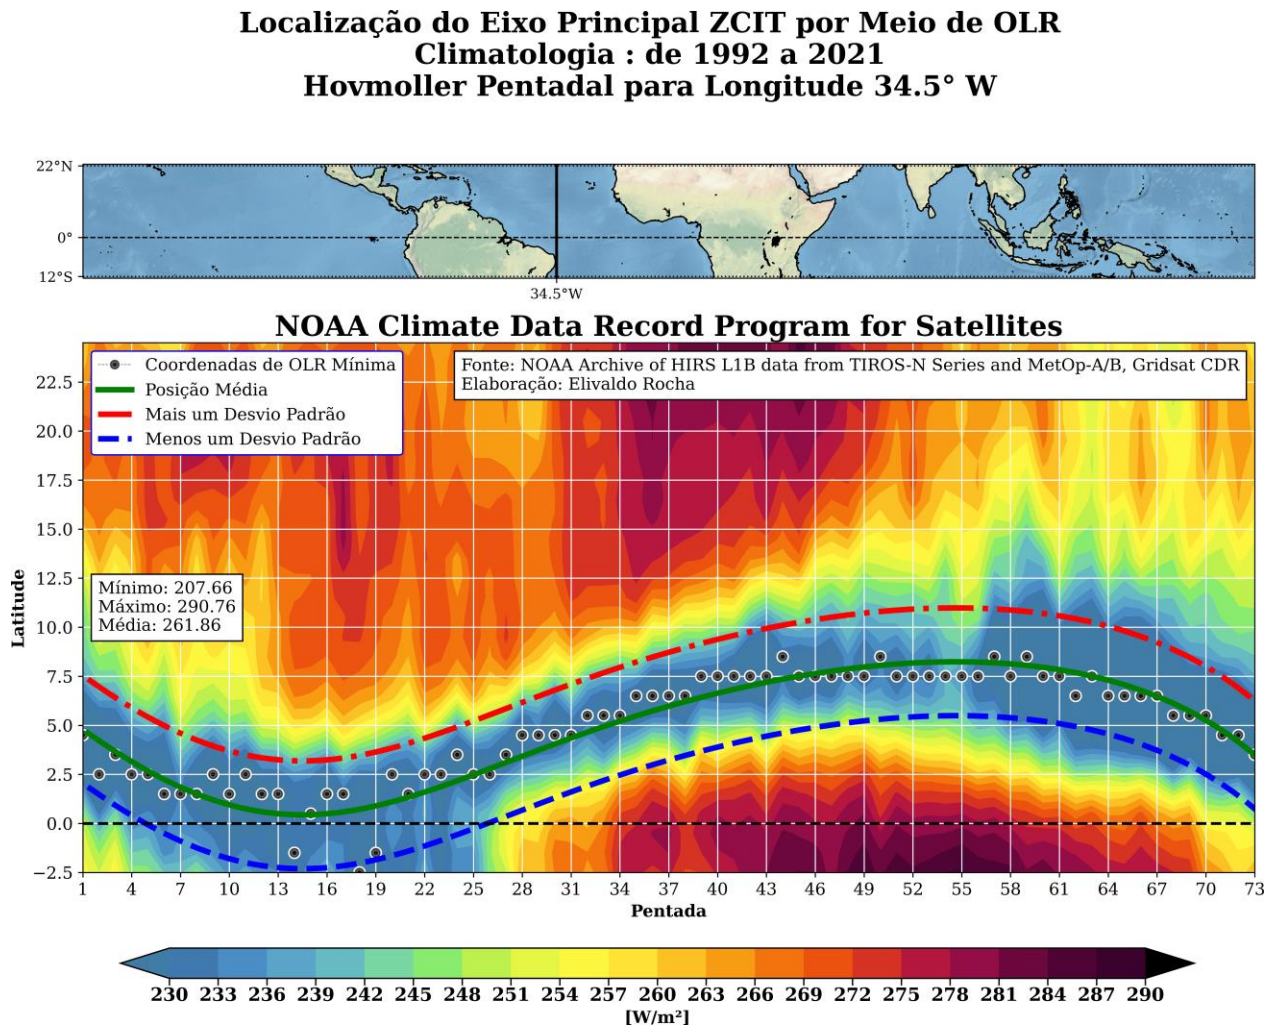 Localização do Eixo Principal ZCIT por Meio de OLR
Climatologia : de 1992 a 2021
Hovmoller Pentadal para Longitude 34.5° W
22°N
0°
12°S
34.5°W
NOAA Climate Data Record Program for Satellites
Coordenadas de OLR Mínima
Posição Média
Mais um Desvio Padrão
Menos um Desvio Padrão
Fonte: NOAA Archive of HIRS L1B data from TIROS-N Series and MetOp-A/B, Gridsat CDR
Elaboração: Elivaldo Rocha
Mínimo: 207.66
Máximo: 290.76
Média: 261.86
Latitude
22.5
20.0
17.5
15.0
12.5
10.0
7.5
5.0
2.5
0.0
−2.5
1 4 7 10 13 16 19 22 25 28 31 34 37 40 43 46 49 52 55 58 61 64 67 70 73
Pentada
230 233 236 239 242 245 248 251 254 257 260 263 266 269 272 275 278 281 284 287 290
[W/m²]